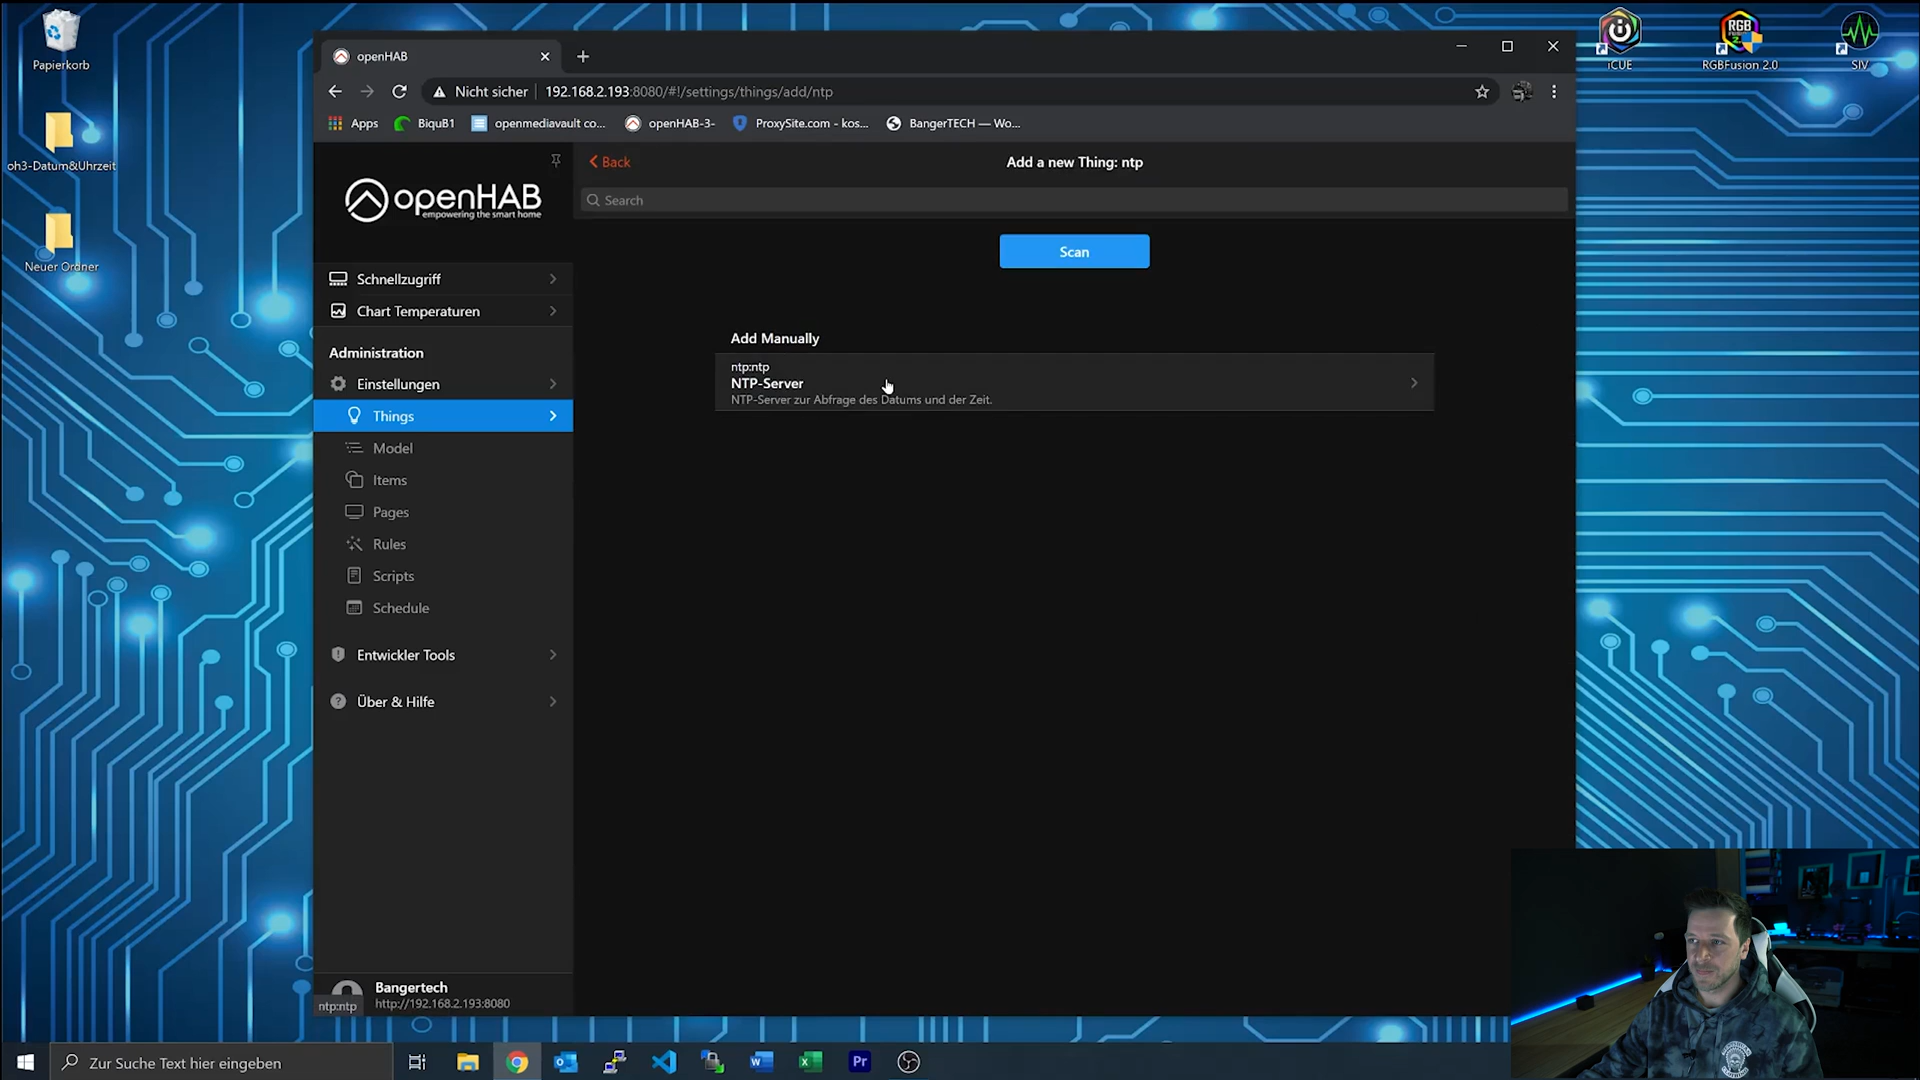 Papierkorb
oh3-Datum&Uhrzeit
Neuer Ordner
iCUE
RGB
RGBFusion 2.0
SIV
openHAB
Nicht sicher
192.168.2.193:8080/#!/settings/things/add/ntp
Apps
BiquB1
openmediavault co...
openHAB-3-
ProxySite.com - kos...
BangerTECH — Wo...
openHAB
empowering the smart home
Back
Add a new Thing: ntp
Search
Scan
Add Manually
ntp:ntp
NTP-Server
NTP-Server zur Abfrage des Datums und der Zeit.
Schnellzugriff
Chart Temperaturen
Administration
Einstellungen
Things
Model
Items
Pages
Rules
Scripts
Schedule
Entwickler Tools
Über & Hilfe
Bangertech
http://192.168.2.193:8080
ntp:ntp
Zur Suche Text hier eingeben
Pr